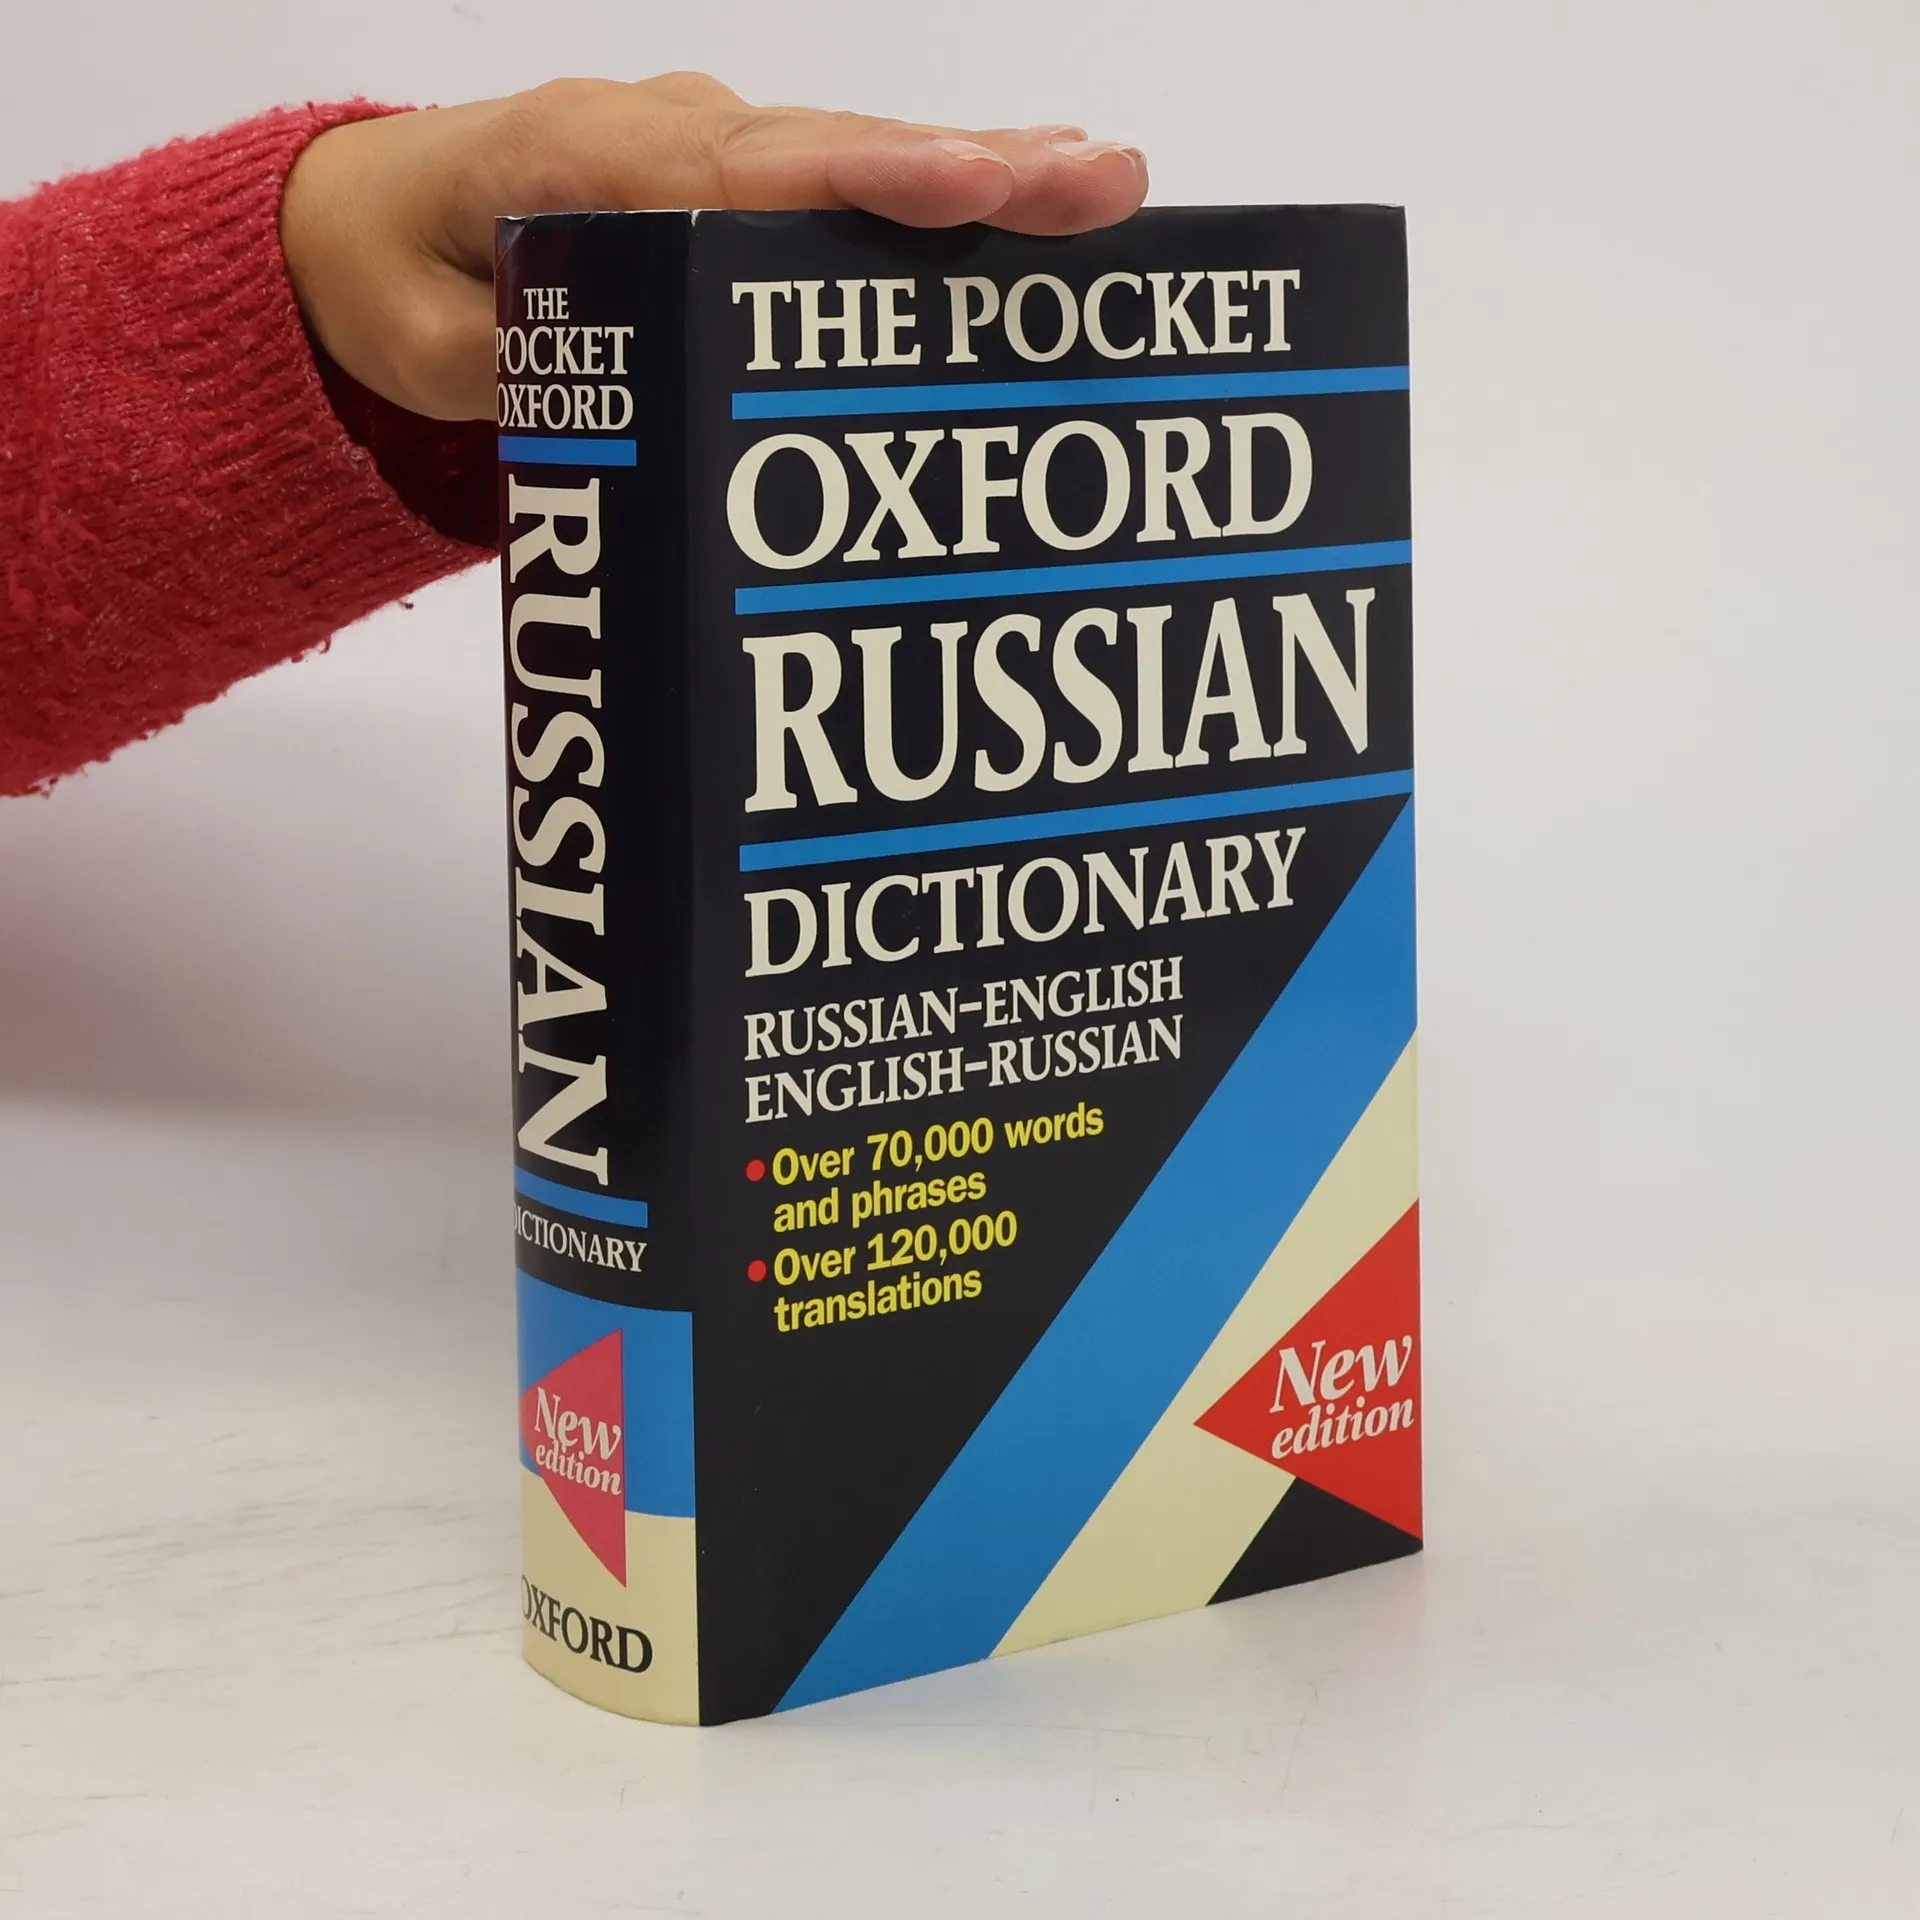 THE
POCKET
OXFORD
RUSSIAN
DICTIONARY
New
edition
OXFORD
THE POCKET
OXFORD
RUSSIAN
DICTIONARY
RUSSIAN-ENGLISH
ENGLISH-RUSSIAN
• Over 70,000 words
and phrases
• Over 120,000
translations
New
edition